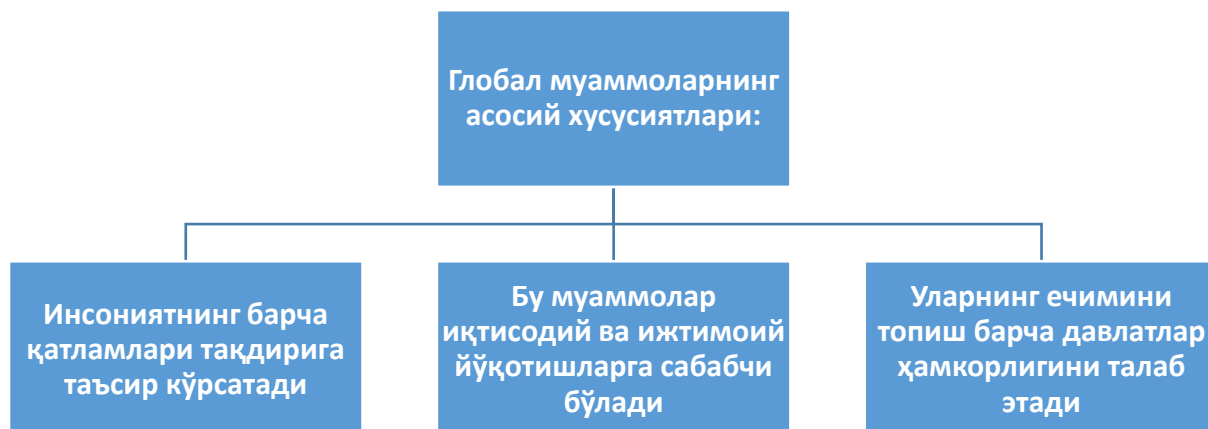 Глобал муаммоларнинг
асосий хусусиятлари:
Инсониятнинг барча
қатламлари тақдирига
таъсир кўрсатади
Бу муаммолар
иқтисодий ва ижтимоий
йўқотишларга сабабчи
бўлади
Уларнинг ечимини
топиш барча давлатлар
ҳамкорлигини талаб
этади